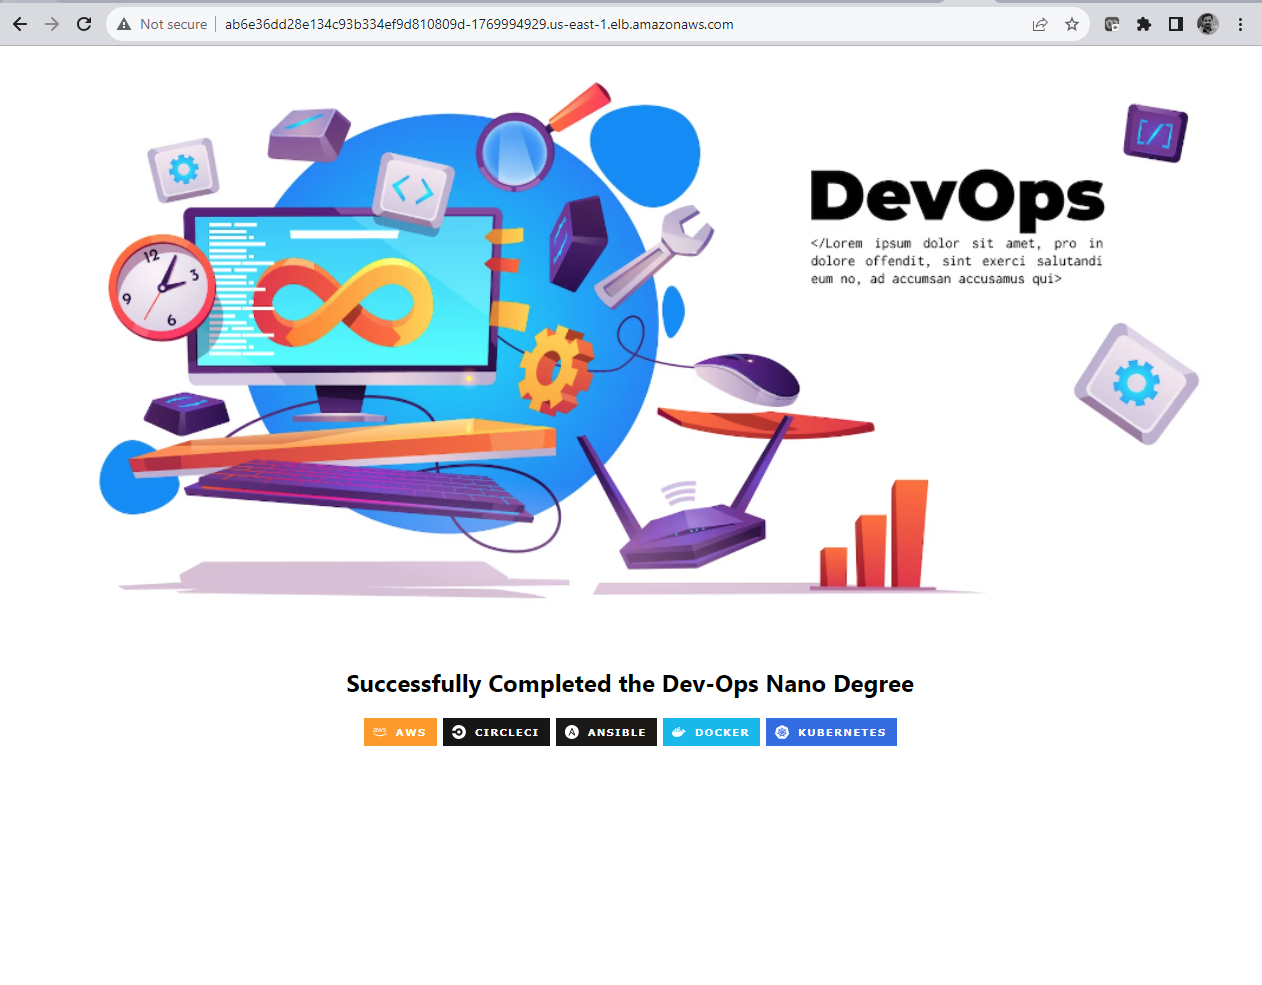 Not secure
ab6e36dd28e134c93b334ef9d810809d-1769994929.us-east-1.elb.amazonaws.com
[/]
< >
DevOps
</Lorem ipsum dolor sit amet, pro in
dolore offendit, sint exerci salutandi
eum no, ad accumsan accusamus qui>
12
3
9
6
Successfully Completed the Dev-Ops Nano Degree
aws AWS
CIRCLECI
A ANSIBLE
DOCKER
KUBERNETES